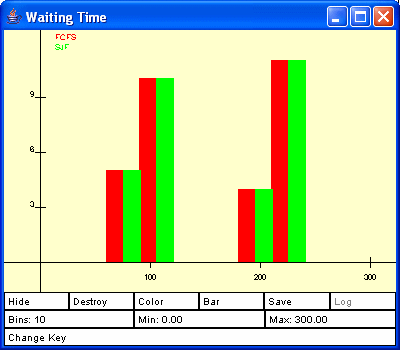 Waiting Time
FCFS
SJF
9
6
3
100 200 300
Hide Destroy Color Bar Save Log
Bins: 10 Min: 0.00 Max: 300.00
Change Key